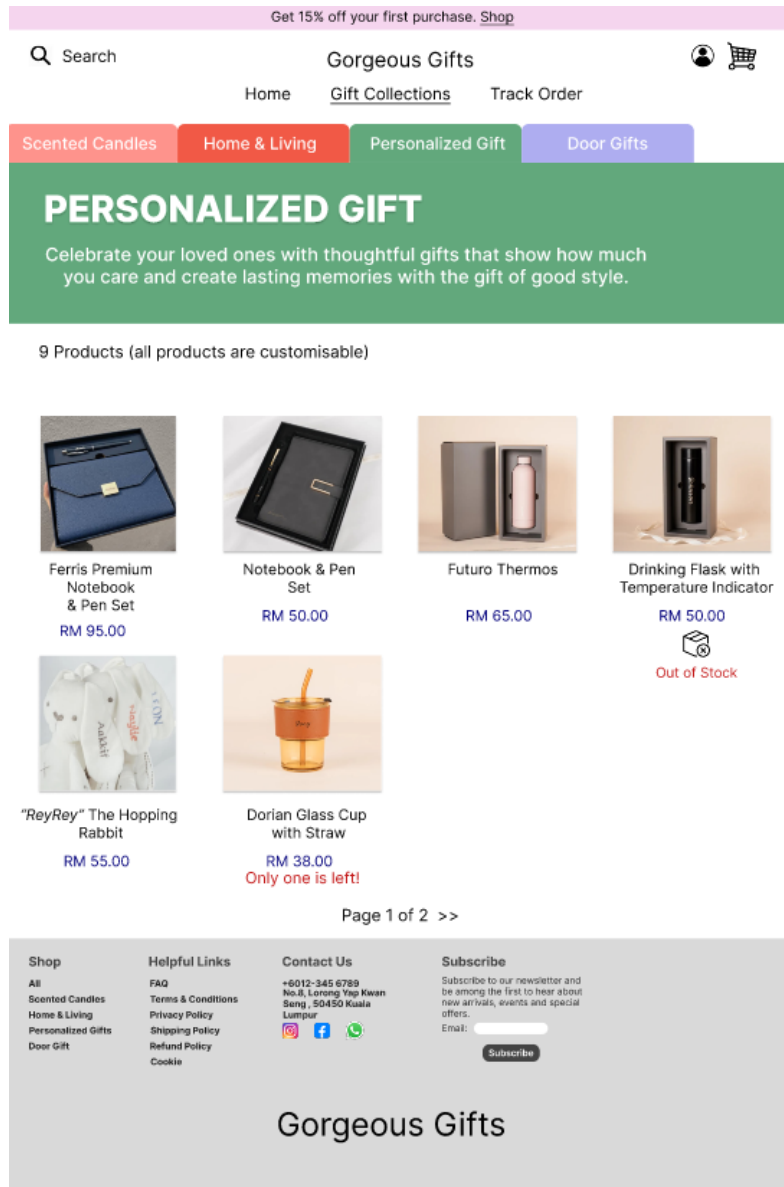 Get 15% off your first purchase. Shop
Search
Gorgeous Gifts
Home Gift Collections Track Order
Scented Candles Home & Living Personalized Gift Door Gifts
PERSONALIZED GIFT
Celebrate your loved ones with thoughtful gifts that show how much
you care and create lasting memories with the gift of good style.
9 Products (all products are customisable)
Ferris Premium
Notebook
& Pen Set
RM 95.00
Notebook & Pen
Set
RM 50.00
Futuro Thermos
RM 65.00
Drinking Flask with
Temperature Indicator
RM 50.00
Out of Stock
Aakkif
"ReyRey" The Hopping
Rabbit
RM 55.00
Dorian Glass Cup
with Straw
RM 38.00
Only one is left!
Page 1 of 2 >>
Shop
All
Scented Candles
Home & Living
Personalized Gifts
Door Gift
Helpful Links
FAQ
Terms & Conditions
Privacy Policy
Shipping Policy
Refund Policy
Cookie
Contact Us
+6012-345 6789
No.8, Lorong Yap Kwan
Seng , 50450 Kuala
Lumpur
Subscribe
Subscribe to our newsletter and
be among the first to hear about
new arrivals, events and special
offers.
Email:
Subscribe
Gorgeous Gifts